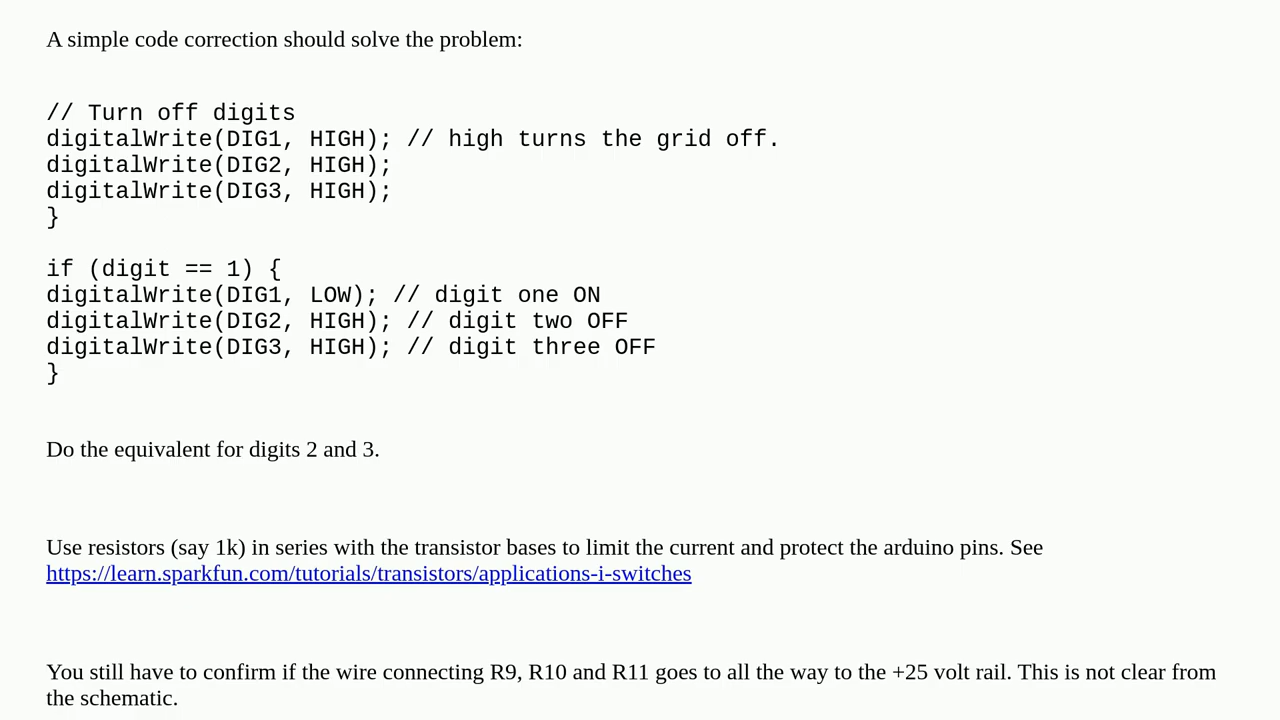 A simple code correction should solve the problem:
// Turn off digits
digitalWrite(DIG1, HIGH); // high turns the grid off.
digitalWrite(DIG2, HIGH);
digitalWrite(DIG3, HIGH);
}
if (digit == 1) {
digitalWrite(DIG1, LOW); // digit one ON
digitalWrite(DIG2, HIGH); // digit two OFF
digitalWrite(DIG3, HIGH); // digit three OFF
}
Do the equivalent for digits 2 and 3.
Use resistors (say 1k) in series with the transistor bases to limit the current and protect the arduino pins. See
https://learn.sparkfun.com/tutorials/transistors/applications-i-switches
You still have to confirm if the wire connecting R9, R10 and R11 goes to all the way to the +25 volt rail. This is not clear from
the schematic.